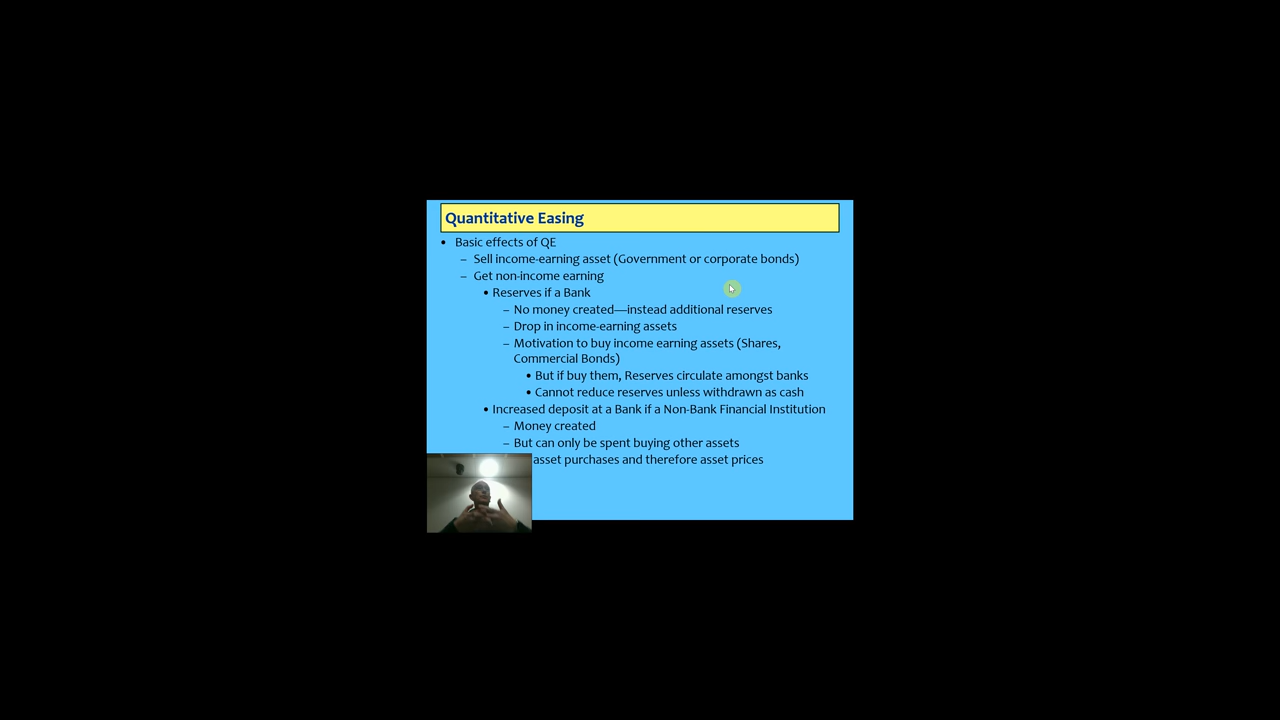 Quantitative Easing
• Basic effects of QE
– Sell income-earning asset (Government or corporate bonds)
– Get non-income earning
• Reserves if a Bank
– No money created—instead additional reserves
– Drop in income-earning assets
– Motivation to buy income earning assets (Shares,
Commercial Bonds)
• But if buy them, Reserves circulate amongst banks
• Cannot reduce reserves unless withdrawn as cash
• Increased deposit at a Bank if a Non-Bank Financial Institution
– Money created
– But can only be spent buying other assets
asset purchases and therefore asset prices